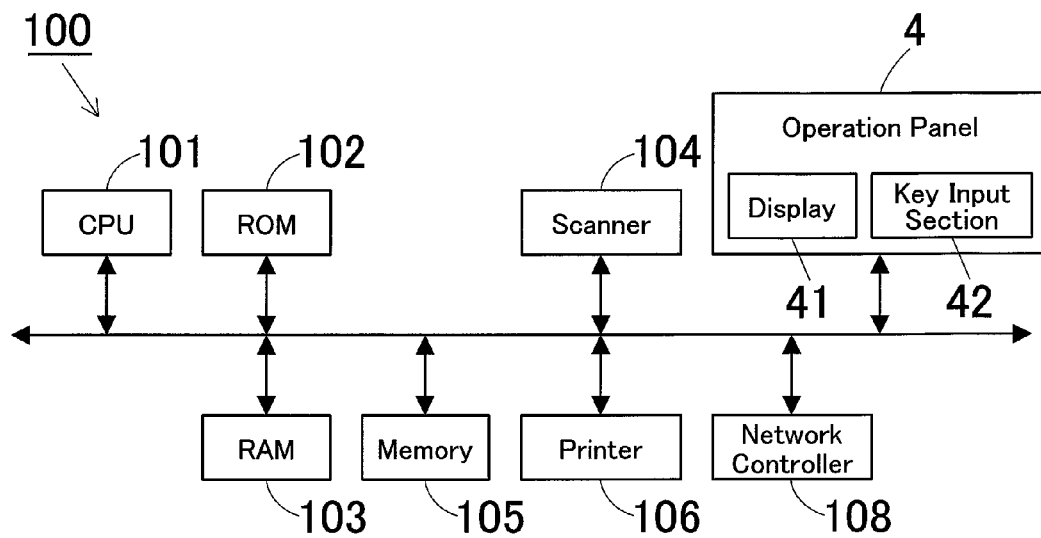 100
4
101
102
104
Operation Panel
CPU
ROM
Scanner
Display
Key Input
Section
41
42
RAM
Memory
Printer
Network
Controller
103
105
106
108